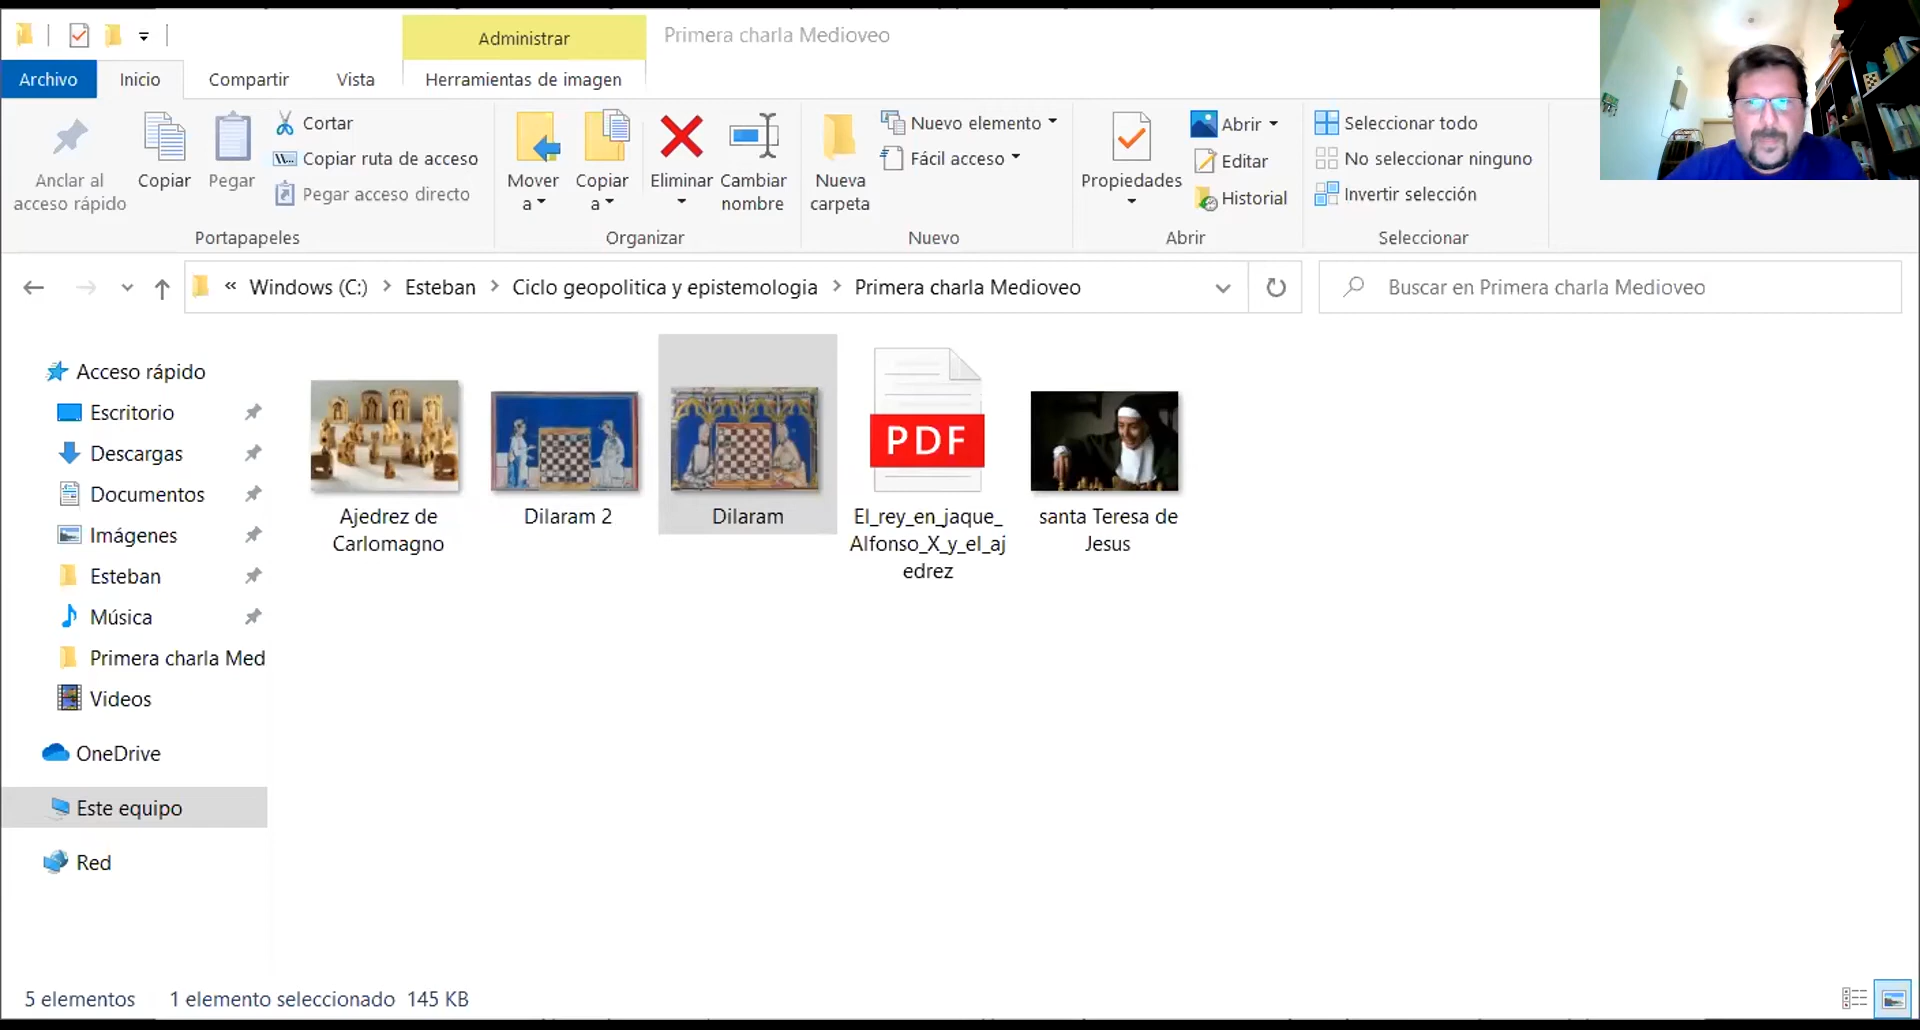 Administrar
Primera charla Medioveo
Archivo
Inicio
Compartir
Vista
Herramientas de imagen
Anclar al
acceso rápido
Copiar
Pegar
Cortar
Copiar ruta de acceso
Pegar acceso directo
Portapapeles
Mover
a
Copiar
a
Eliminar
Cambiar
nombre
Organizar
Nueva
carpeta
Nuevo elemento
Fácil acceso
Nuevo
Propiedades
Abrir
Editar
Historial
Abrir
Seleccionar todo
No seleccionar ninguno
Invertir selección
Seleccionar
« Windows (C:) > Esteban > Ciclo geopolitica y epistemologia > Primera charla Medioveo
Buscar en Primera charla Medioveo
Acceso rápido
Escritorio
Descargas
Documentos
Imágenes
Esteban
Música
Primera charla Med
Videos
OneDrive
Este equipo
Red
Ajedrez de
Carlomagno
Dilaram 2
Dilaram
PDF
El_rey_en_jaque_
Alfonso_X_y_el_aj
edrez
santa Teresa de
Jesus
5 elementos
1 elemento seleccionado 145 KB